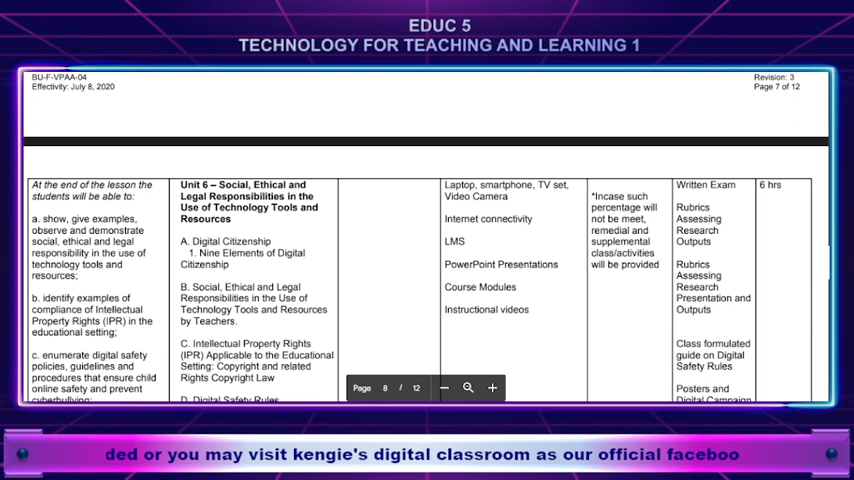 EDUC 5
TECHNOLOGY FOR TEACHING AND LEARNING 1
BU-F-VPAA-04
Effectivity: July 8, 2020
Revision: 3
Page 7 of 12
At the end of the lesson the
students will be able to:
a. show, give examples,
observe and demonstrate
social, ethical and legal
responsibility in the use of
technology tools and
resources;
b. identify examples of
compliance of Intellectual
Property Rights (IPR) in the
educational setting;
c. enumerate digital safety
policies, guidelines and
procedures that ensure child
online safety and prevent
cyberbullying;
Unit 6 – Social, Ethical and
Legal Responsibilities in the
Use of Technology Tools and
Resources
A. Digital Citizenship
1. Nine Elements of Digital
Citizenship
B. Social, Ethical and Legal
Responsibilities in the Use of
Technology Tools and Resources
by Teachers.
C. Intellectual Property Rights
(IPR) Applicable to the Educational
Setting: Copyright and related
Rights Copyright Law
D. Digital Safety Rules
Laptop, smartphone, TV set,
Video Camera
Internet connectivity
LMS
PowerPoint Presentations
Course Modules
Instructional videos
*Incase such
percentage will
not be meet,
remedial and
supplemental
class/activities
will be provided
Written Exam
Rubrics
Assessing
Research
Outputs
Rubrics
Assessing
Research
Presentation and
Outputs
Class formulated
guide on Digital
Safety Rules
Posters and
Digital Campaign
6 hrs
Page 8 / 12
ded or you may visit kengie's digital classroom as our official faceboo